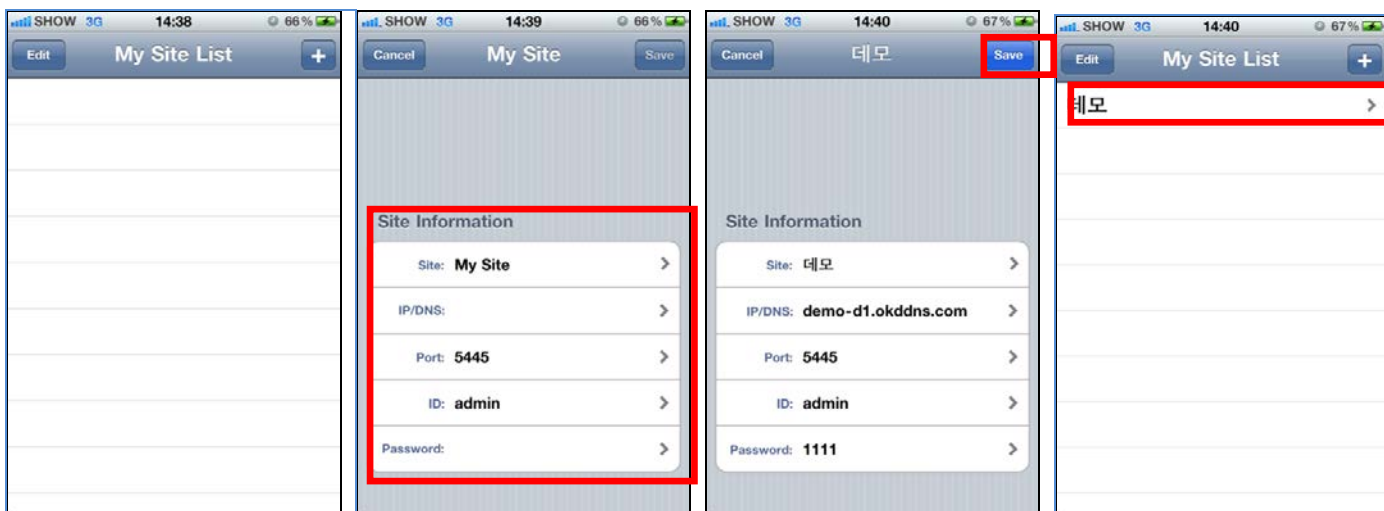 SHOW 3G 14:38 66%
Edit My Site List +
SHOW 3G 14:39 66%
Cancel My Site Save
Site Information
Site: My Site
IP/DNS:
Port: 5445
ID: admin
Password:
SHOW 3G 14:40 67%
Cancel 데모 Save
Site Information
Site: 데모
IP/DNS: demo-d1.okddns.com
Port: 5445
ID: admin
Password: 1111
SHOW 3G 14:40 67%
Edit My Site List +
데모